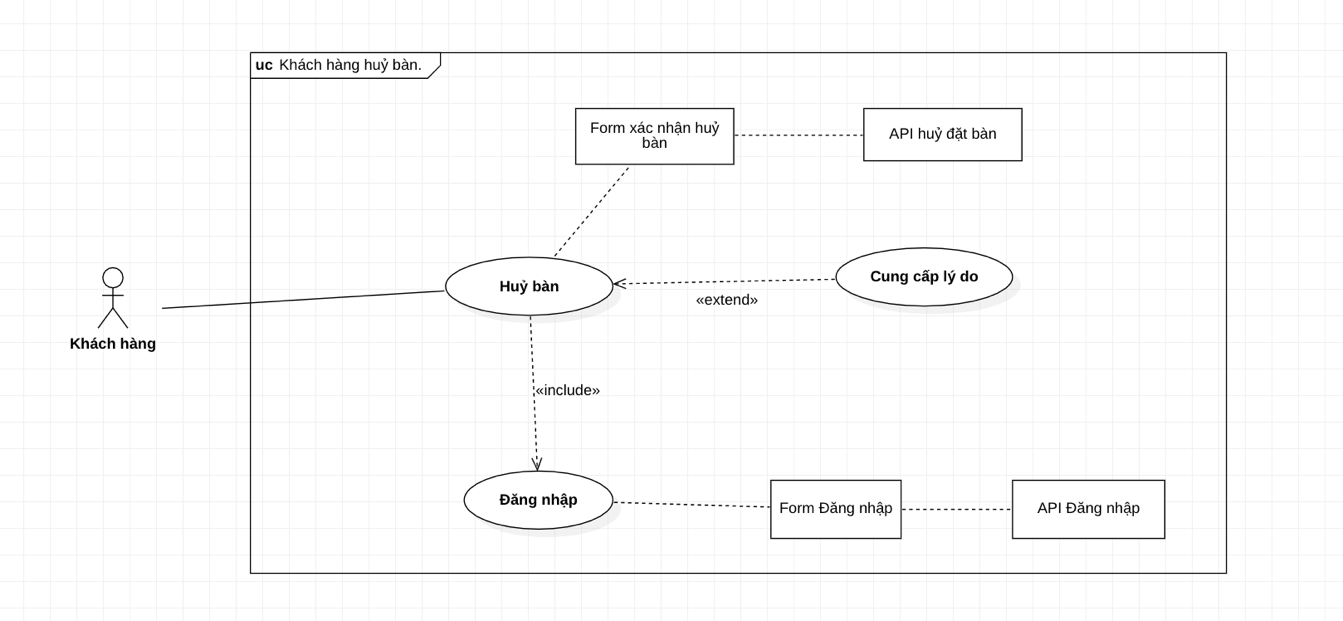 uc Khách hàng huỷ bàn.
Form xác nhận huỷ
bàn
API huỷ đặt bàn
Huỷ bàn
Cung cấp lý do
«extend»
Khách hàng
«include»
Đăng nhập
Form Đăng nhập
API Đăng nhập